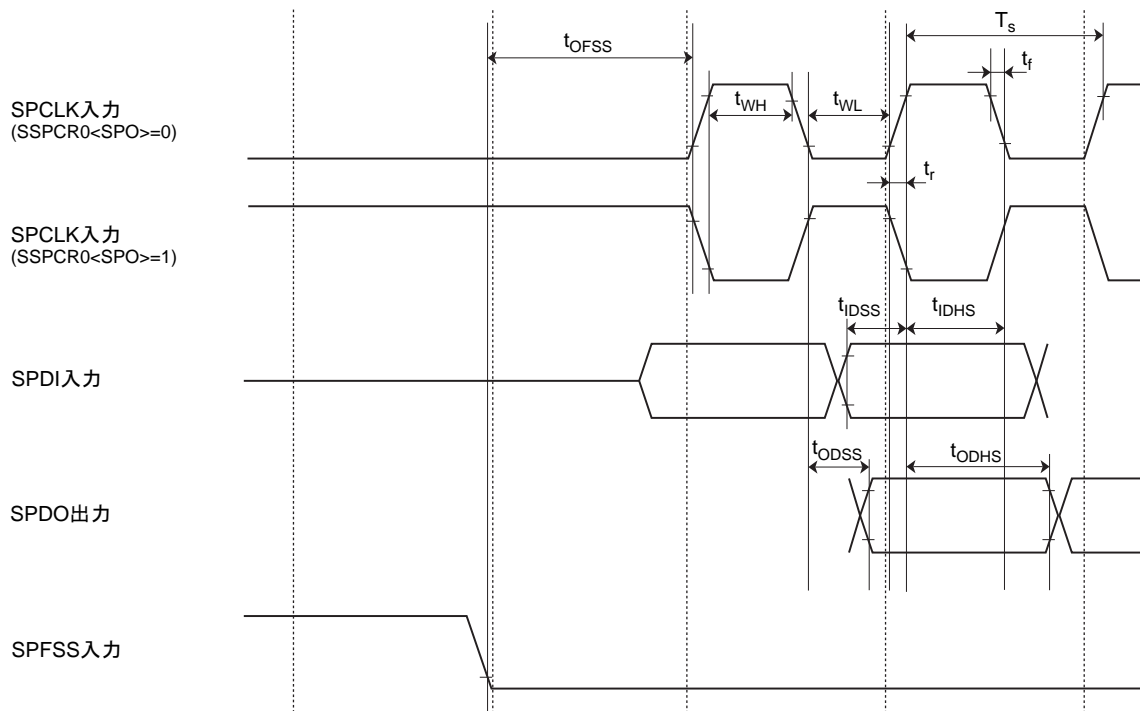 tOFSS
Ts
tf
SPCLK入力
(SSPCR0<SPO>=0)
tWH
tWL
tr
SPCLK入力
(SSPCR0<SPO>=1)
tIDSS
tIDHS
SPDI入力
tODSS
tODHS
SPDO出力
SPFSS入力